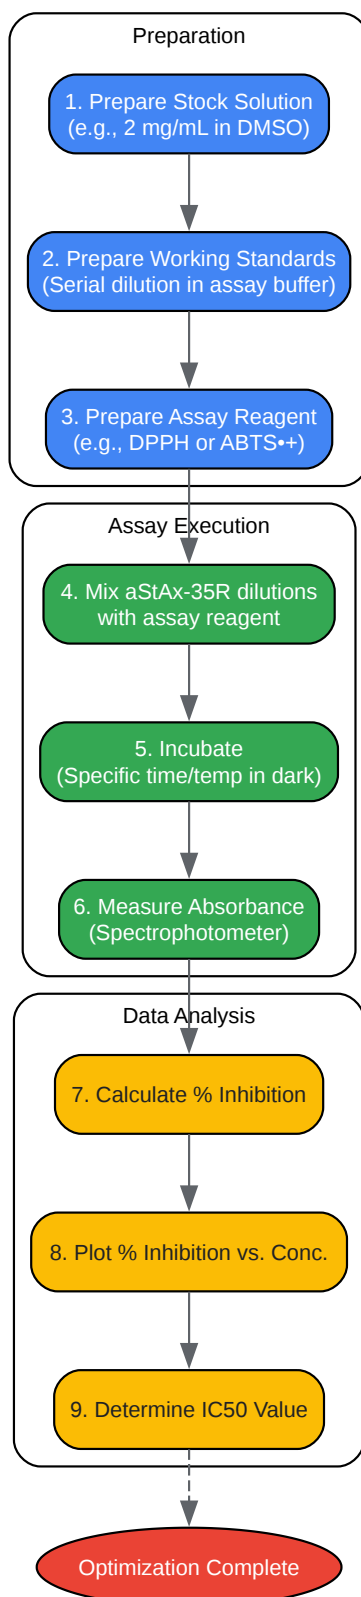 Preparation
1. Prepare Stock Solution
(e.g., 2 mg/mL in DMSO)
2. Prepare Working Standards
(Serial dilution in assay buffer)
3. Prepare Assay Reagent
(e.g., DPPH or ABTS•+)
Assay Execution
4. Mix aStAx-35R dilutions
with assay reagent
5. Incubate
(Specific time/temp in dark)
6. Measure Absorbance
(Spectrophotometer)
Data Analysis
7. Calculate % Inhibition
8. Plot % Inhibition vs. Conc.
9. Determine IC50 Value
Optimization Complete